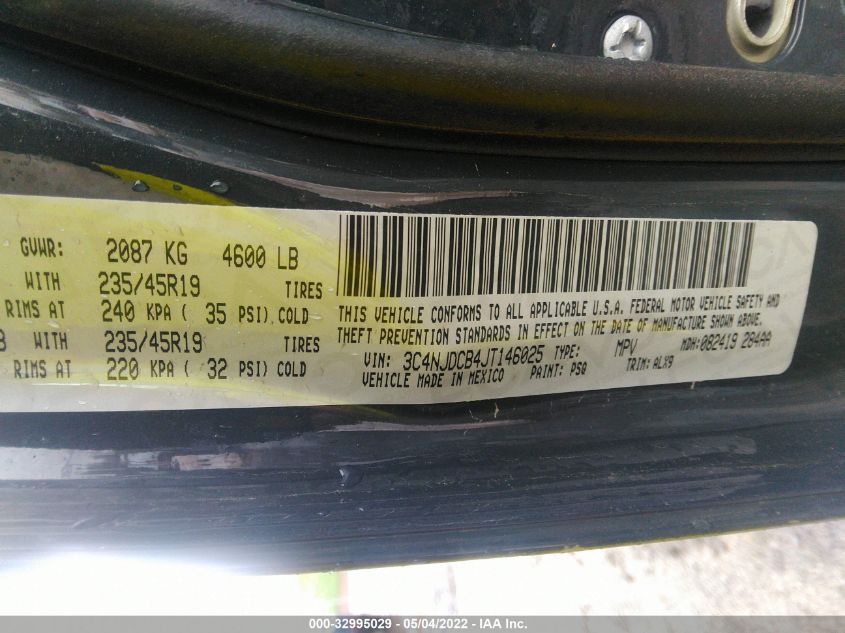 GVWR: 2087 KG 4600 LB
WITH 235/45R19 TIRES
RIMS AT 240 KPA ( 35 PSI) COLD
B WITH 235/45R19 TIRES
RIMS AT 220 KPA ( 32 PSI) COLD
THIS VEHICLE CONFORMS TO ALL APPLICABLE U.S.A. FEDERAL MOTOR VEHICLE SAFETY AND
THEFT PREVENTION STANDARDS IN EFFECT ON THE DATE OF MANUFACTURE SHOWN ABOVE.
VIN: 3C4NJDCB4JT146025 TYPE: MPV MDH:082419 284AA
VEHICLE MADE IN MEXICO PAINT: PSQ TRIM: ALX9
000-32995029 - 05/04/2022 - IAA Inc.